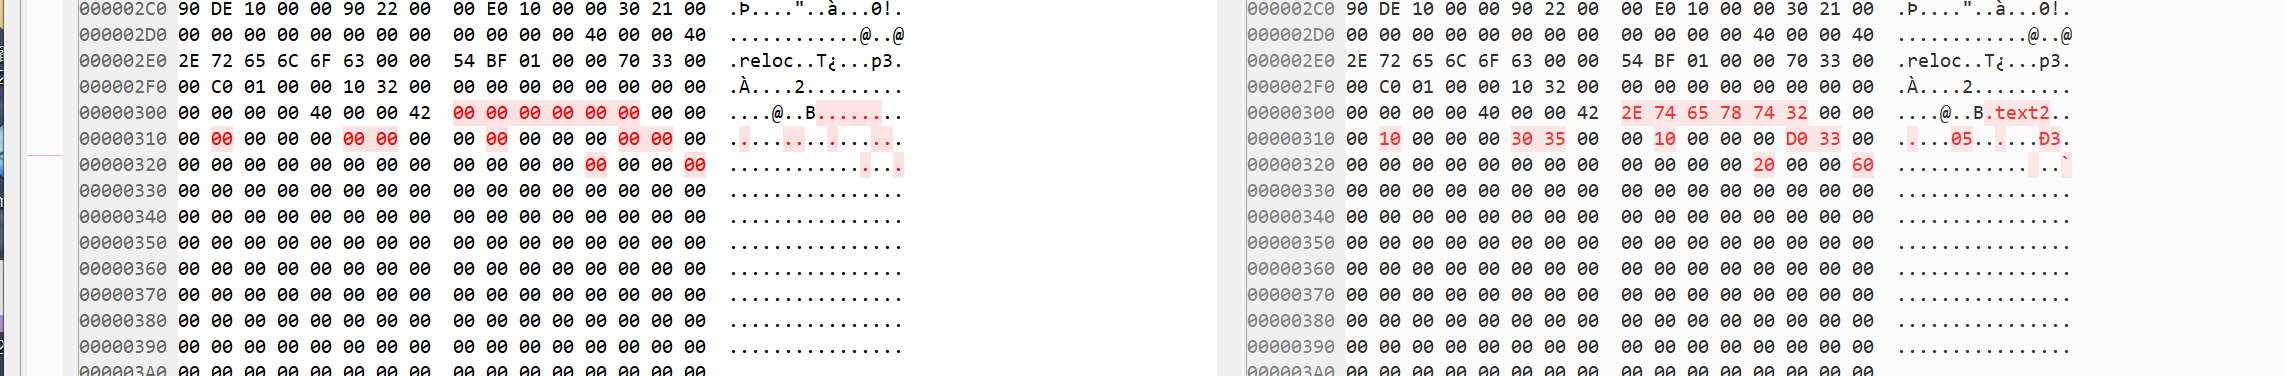 000002C0 90 DE 10 00 00 90 22 00 00 E0 10 00 00 30 21 00 .Þ...."..à...0!.
000002D0 00 00 00 00 00 00 00 00 00 00 00 00 40 00 00 40 ............@..@
000002E0 2E 72 65 6C 6F 63 00 00 54 BF 01 00 00 70 33 00 .reloc..T¿...p3.
000002F0 00 C0 01 00 00 10 32 00 00 00 00 00 00 00 00 00 .À....2.........
00000300 00 00 00 00 40 00 00 42 00 00 00 00 00 00 00 00 ....@..B........
00000310 00 00 00 00 00 00 00 00 00 00 00 00 00 00 00 00 ................
00000320 00 00 00 00 00 00 00 00 00 00 00 00 00 00 00 00 ................
00000330 00 00 00 00 00 00 00 00 00 00 00 00 00 00 00 00 ................
00000340 00 00 00 00 00 00 00 00 00 00 00 00 00 00 00 00 ................
00000350 00 00 00 00 00 00 00 00 00 00 00 00 00 00 00 00 ................
00000360 00 00 00 00 00 00 00 00 00 00 00 00 00 00 00 00 ................
00000370 00 00 00 00 00 00 00 00 00 00 00 00 00 00 00 00 ................
00000380 00 00 00 00 00 00 00 00 00 00 00 00 00 00 00 00 ................
00000390 00 00 00 00 00 00 00 00 00 00 00 00 00 00 00 00 ................
000003A0 00 00 00 00 00 00 00 00 00 00 00 00 00 00 00 00
000002C0 90 DE 10 00 00 90 22 00 00 E0 10 00 00 30 21 00 .Þ...."..à...0!.
000002D0 00 00 00 00 00 00 00 00 00 00 00 00 40 00 00 40 ............@..@
000002E0 2E 72 65 6C 6F 63 00 00 54 BF 01 00 00 70 33 00 .reloc..T¿...p3.
000002F0 00 C0 01 00 00 10 32 00 00 00 00 00 00 00 00 00 .À....2.........
00000300 00 00 00 00 40 00 00 42 2E 74 65 78 74 32 00 00 ....@..B.text2..
00000310 00 10 00 00 00 30 35 00 00 10 00 00 00 D0 33 00 .....05......Ð3.
00000320 00 00 00 00 00 00 00 00 00 00 00 00 20 00 00 60 ............ ..`
00000330 00 00 00 00 00 00 00 00 00 00 00 00 00 00 00 00 ................
00000340 00 00 00 00 00 00 00 00 00 00 00 00 00 00 00 00 ................
00000350 00 00 00 00 00 00 00 00 00 00 00 00 00 00 00 00 ................
00000360 00 00 00 00 00 00 00 00 00 00 00 00 00 00 00 00 ................
00000370 00 00 00 00 00 00 00 00 00 00 00 00 00 00 00 00 ................
00000380 00 00 00 00 00 00 00 00 00 00 00 00 00 00 00 00 ................
00000390 00 00 00 00 00 00 00 00 00 00 00 00 00 00 00 00 ................
000003A0 00 00 00 00 00 00 00 00 00 00 00 00 00 00 00 00